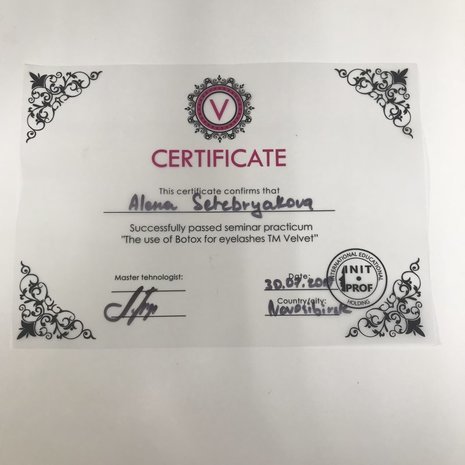 V
CERTIFICATE
This certificate confirms that
Alena Serebryakova
Successfully passed seminar practicum
"The use of Botox for eyelashes TM Velvet"
Master tehnologist:
Date:
Country/city:
Novosibirsk
INTERNATIONAL EDUCATIONAL
INIT
PROF
HOLDING